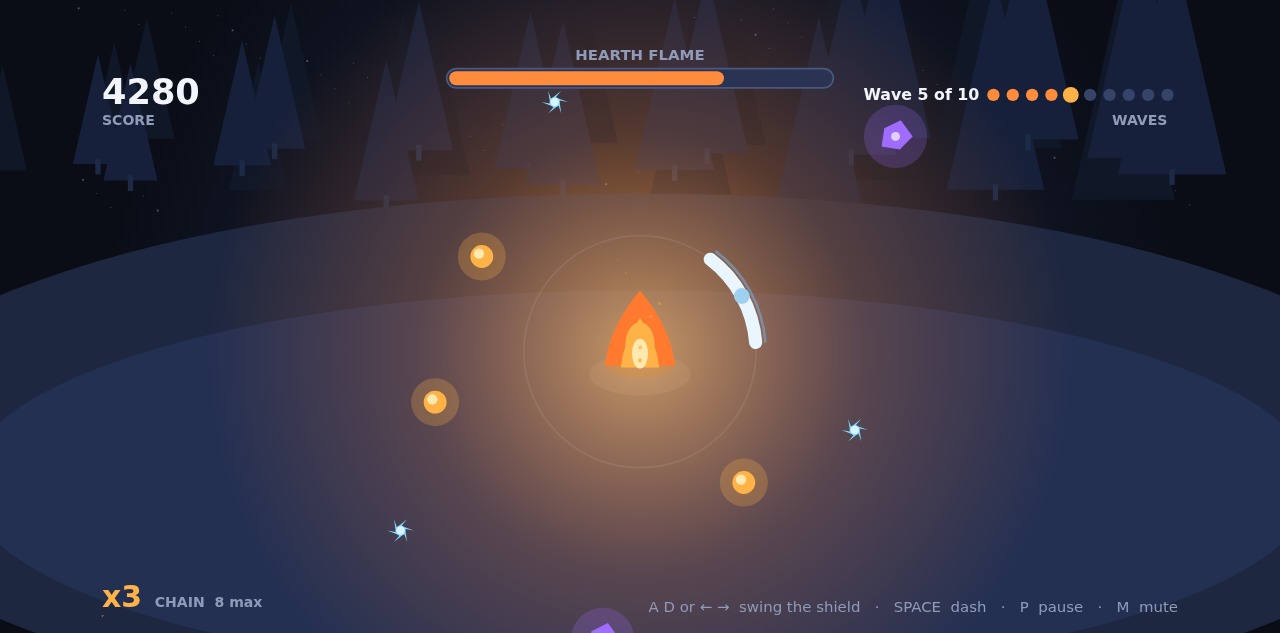 HEARTH FLAME
4280
SCORE
Wave 5 of 10
WAVES
x3 CHAIN 8 max
A D or ← → swing the shield · SPACE dash · P pause · M mute